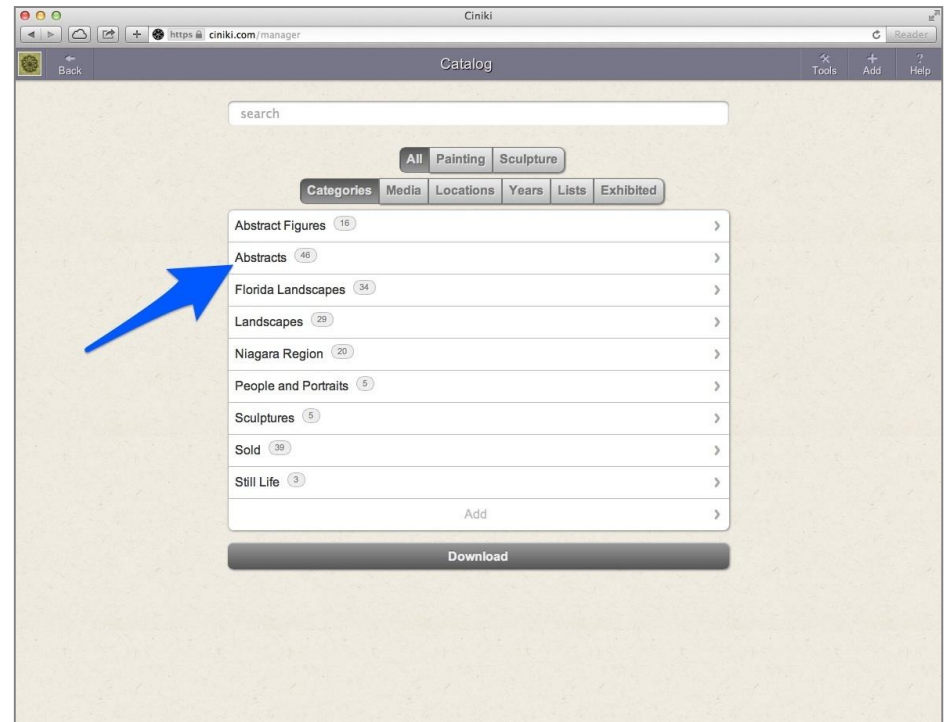 Ciniki
https ciniki.com/manager Reader
Back Catalog Tools Add Help
search
All Painting Sculpture
Categories Media Locations Years Lists Exhibited
Abstract Figures 16
Abstracts 46
Florida Landscapes 34
Landscapes 29
Niagara Region 20
People and Portraits 5
Sculptures 5
Sold 39
Still Life 3
Add
Download